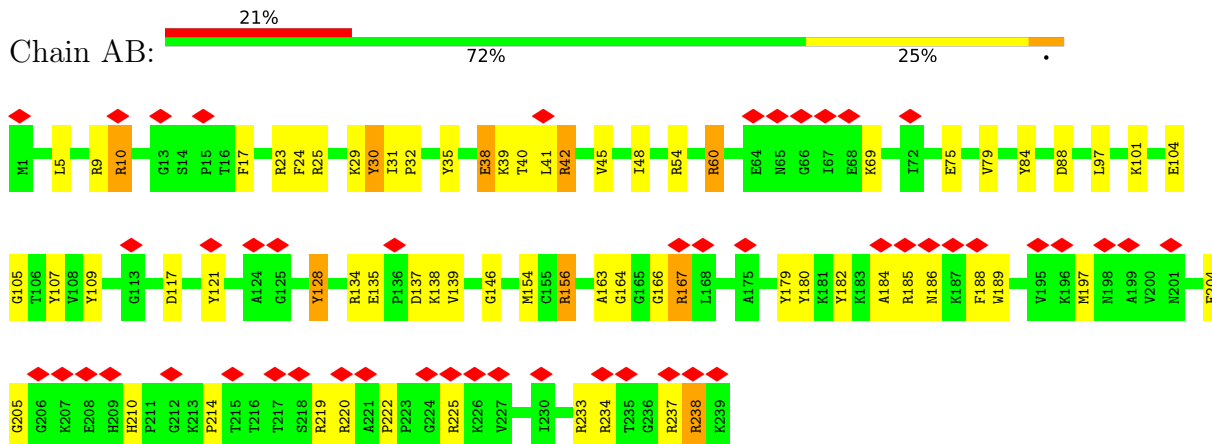 21%
Chain AB:
72% 25% •
M1 L5 R9 R10 G13 S14 P15 T16 F17 R23 F24 R25 K29 Y30 I31 P32 Y35 E38 K39 T40 L41 R42 V45 I48 R54 R60 E64 N65 G66 I67 E68 K69 I72 E75 V79 Y84 D88 L97 K101 E104
G105 T106 Y107 V108 Y109 G113 D117 Y121 A124 G125 Y128 R134 E135 P136 D137 K138 V139 G146 M154 C155 R156 A163 G164 G165 G166 R167 L168 A175 Y179 Y180 K181 Y182 K183 A184 R185 N186 K187 F188 W189 V195 K196 M197 N198 A199 V200 N201
G205 G206 K207 E208 H209 H210 P211 G212 K213 P214 T215 T216 T217 S218 R219 R220 A221 P222 P223 G224 R225 K226 V227 I230 R233 R234 T235 G236 R237 R238 K239